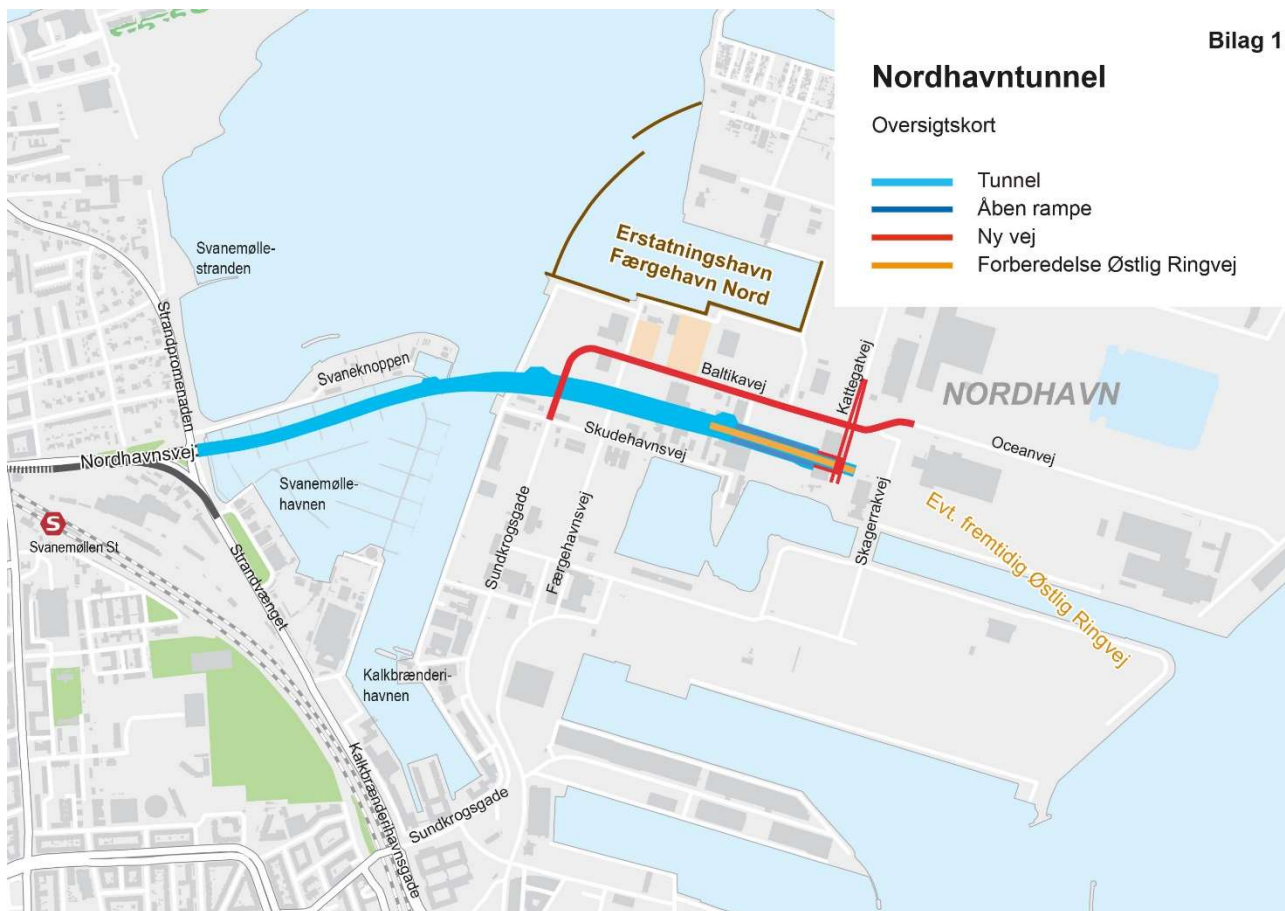 Bilag 1
Nordhavntunnel
Oversigtskort
Tunnel
Åben rampe
Ny vej
Forberedelse Østlig Ringvej
Erstatningshavn
Færgehavn Nord
Svanemølle-
stranden
Strandpromenaden
Svaneknoppen
Baltikavej
Kattegatvej
NORDHAVN
Oceanvej
Skudehavnsvej
Nordhavnsvej
Svanemølle-
havnen
S
Svanemøllen St
Strandvænget
Sundkrogsgade
Færgehavnsvej
Skagerrakvej
Evt. fremtidig Østlig Ringvej
Kalkbrænderi-
havnen
Kalkbrænderihavnsgade
Sundkrogsgade